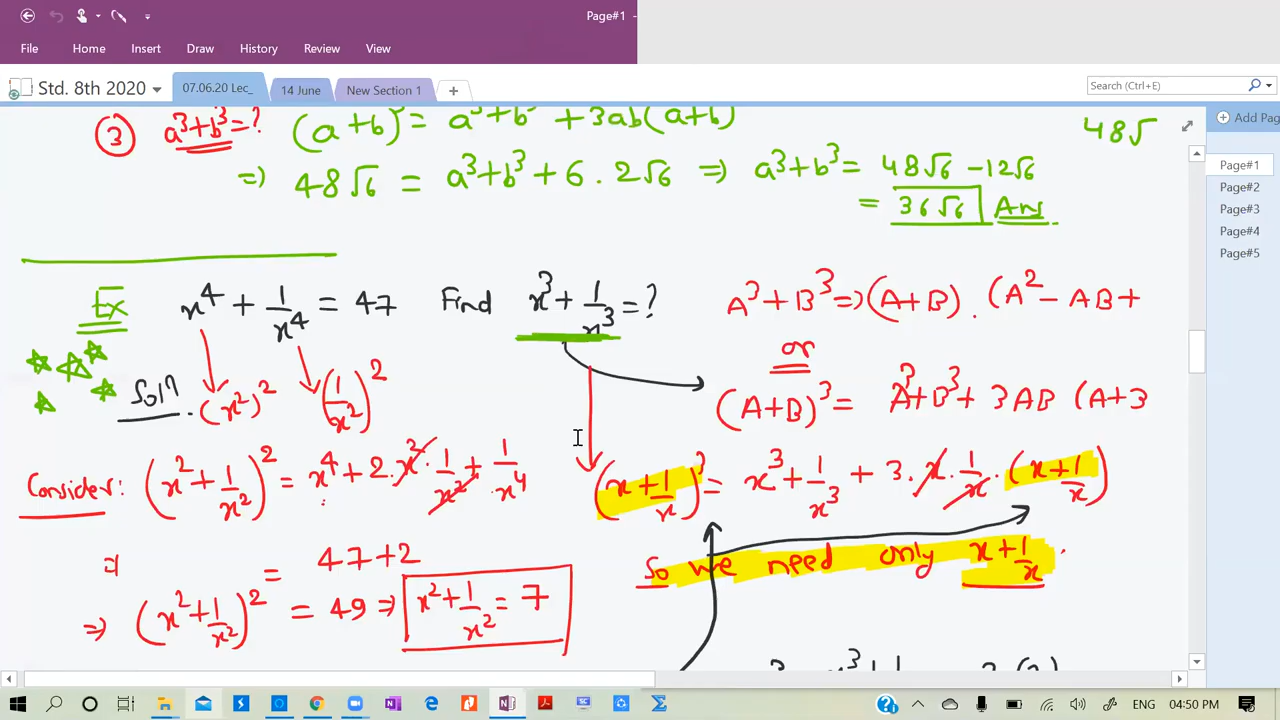 Page#1 -
File Home Insert Draw History Review View
Std. 8th 2020 07.06.20 Lec_ 14 June New Section 1 + Search (Ctrl+E)
Add Pag
Page#1
Page#2
Page#3
Page#4
Page#5
③ a³+b³=? (a+b)³= a³+b³ +3ab(a+b) 48√
=> 48√6 = a³+b³+6.2√6 => a³+b³= 48√6 -12√6
= 36√6 Ans
Ex x⁴ + 1/x⁴ = 47 Find x³+1/x³=? A³+B³=>(A+B).(A²-AB+
or
Solⁿ. (x²)² (1/x²)² (A+B)³= A³+B³+ 3AB (A+B
Consider: (x²+1/x²)² = x⁴+2.x².1/x²+1/x⁴ (x+1/x)³= x³+1/x³+3.x.1/x.(x+1/x)
=> = 47+2 So we need only x+1/x.
=> (x²+1/x²)² = 49 => x²+1/x²=7
ENG 04:50 PM